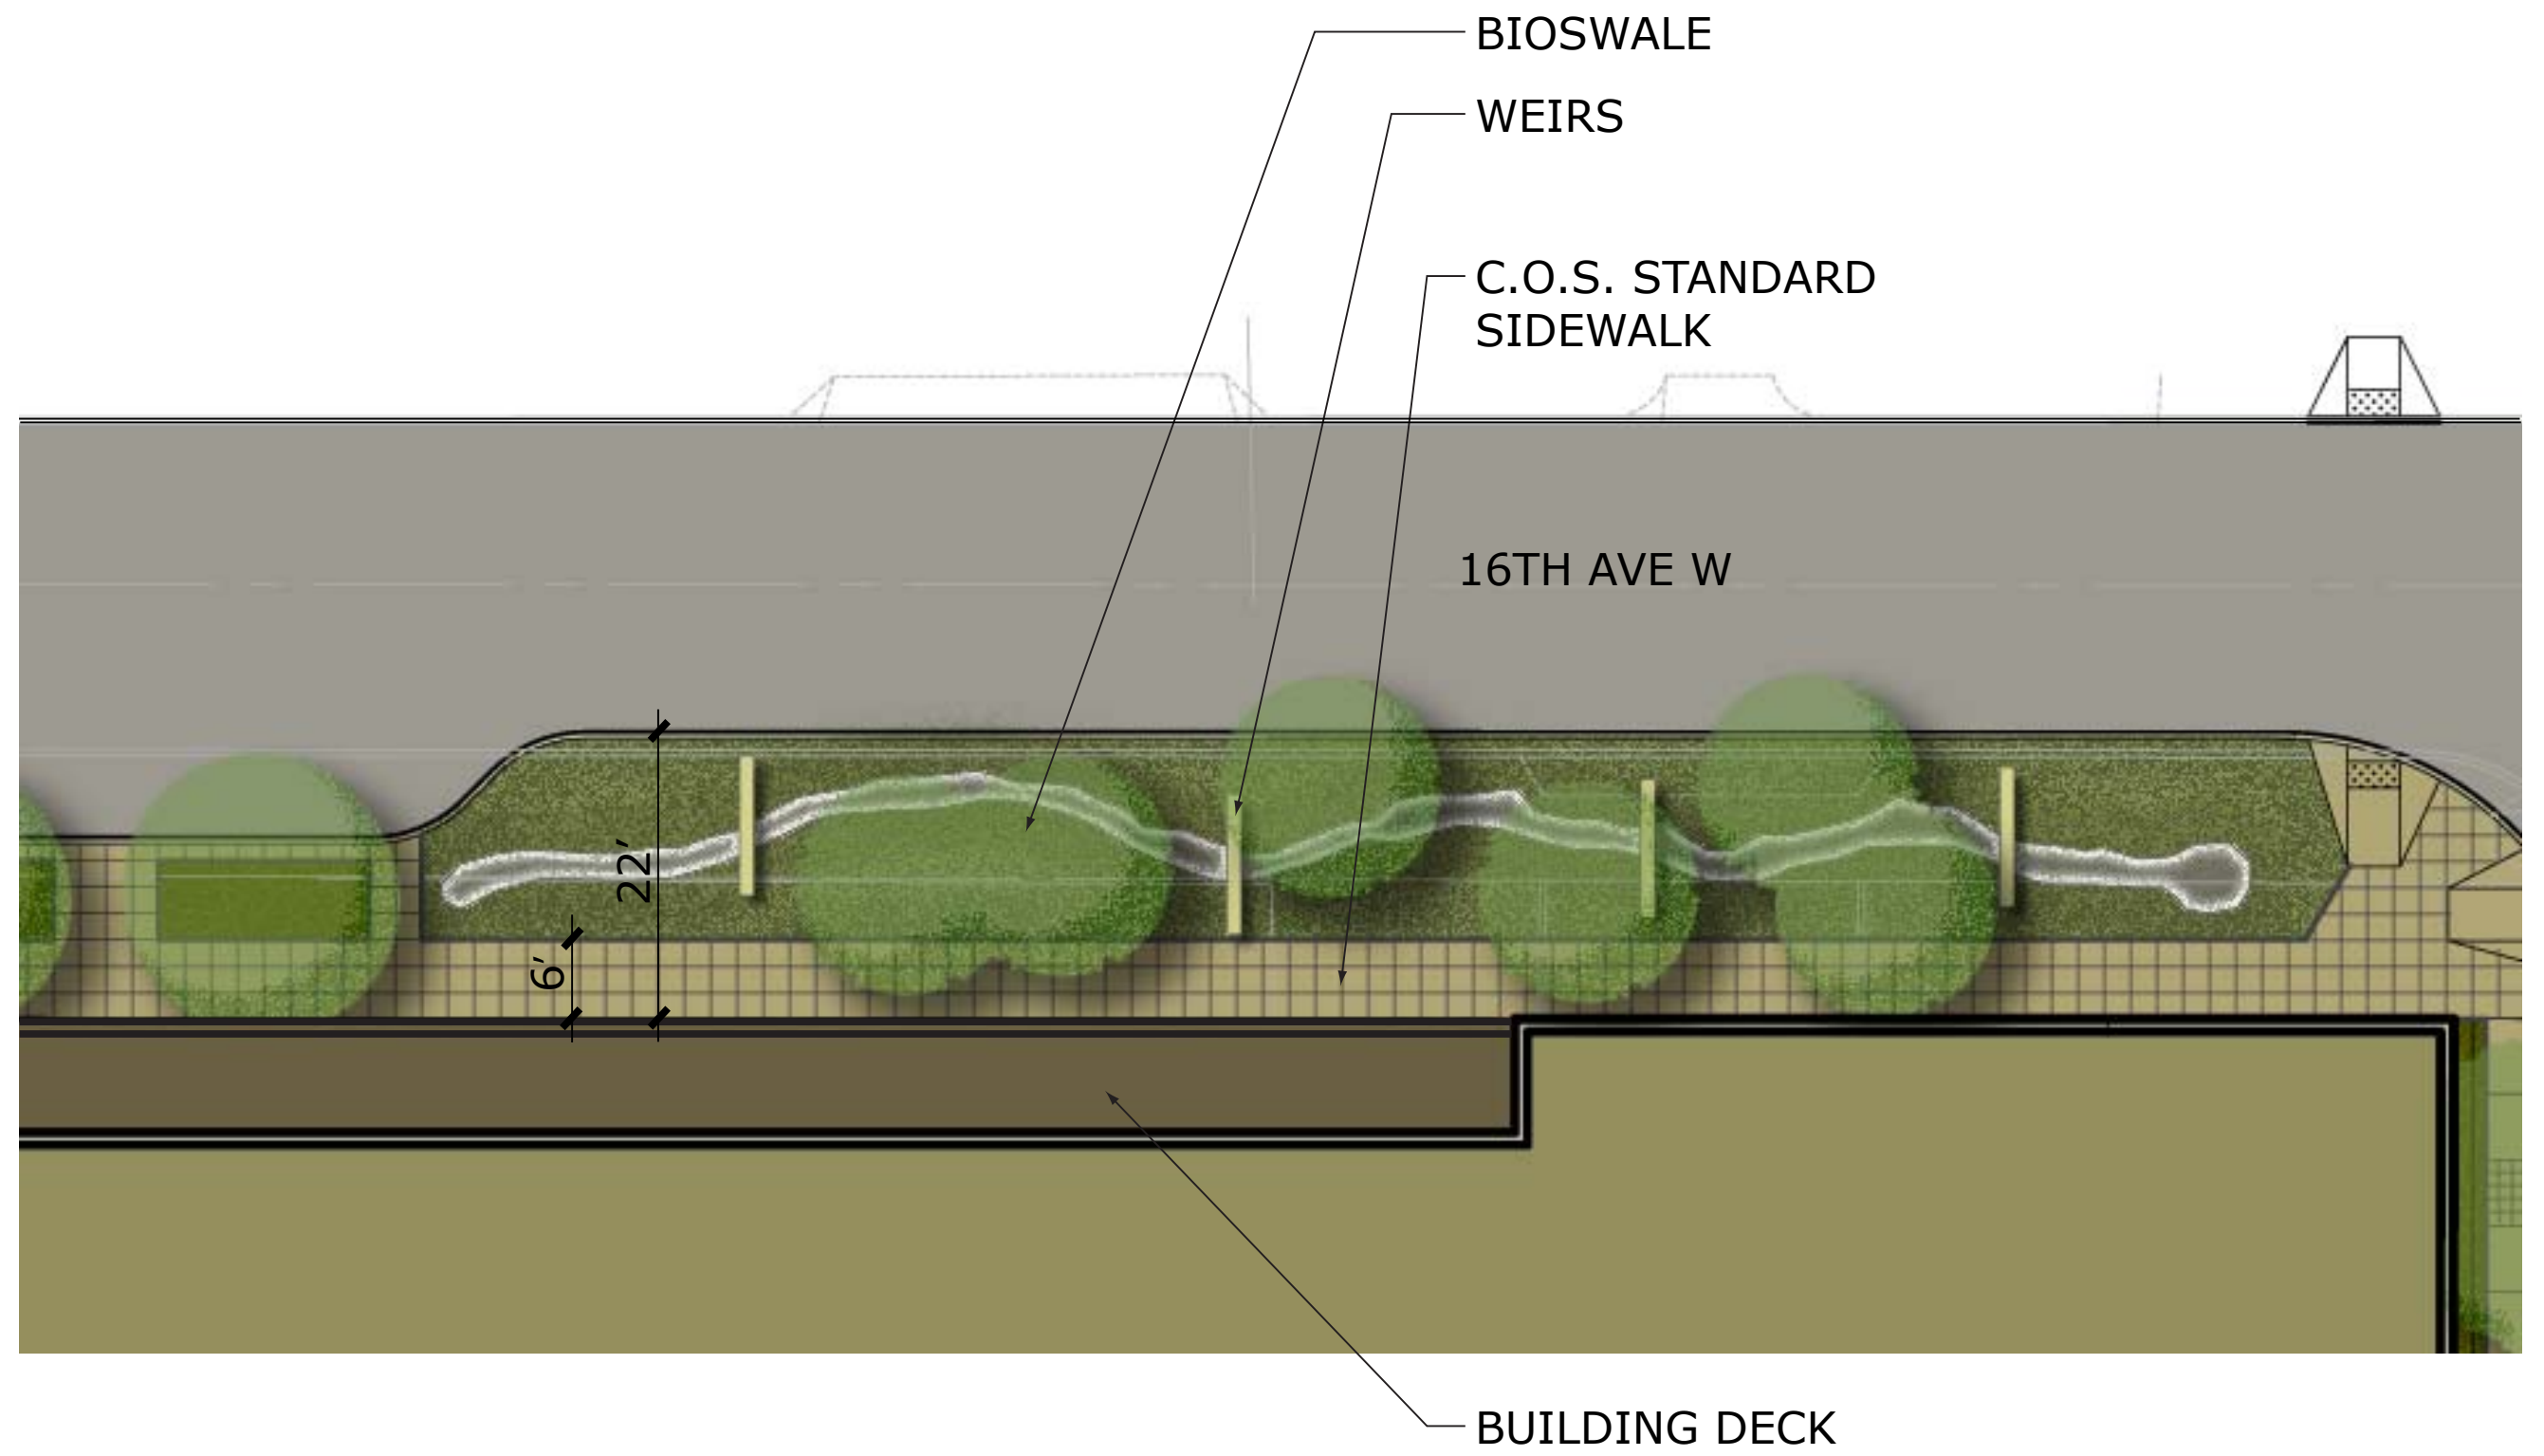 BIOSWALE
WEIRS
C.O.S. STANDARD
SIDEWALK
16TH AVE W
22'
6'
BUILDING DECK